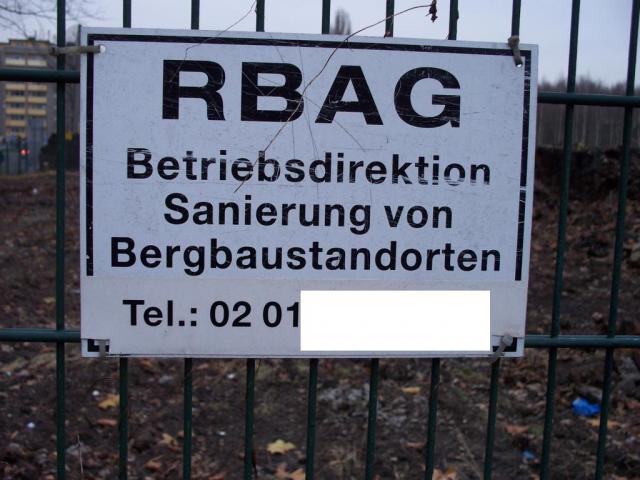 RBAG
Betriebsdirektion
Sanierung von
Bergbaustandorten
Tel.: 02 01